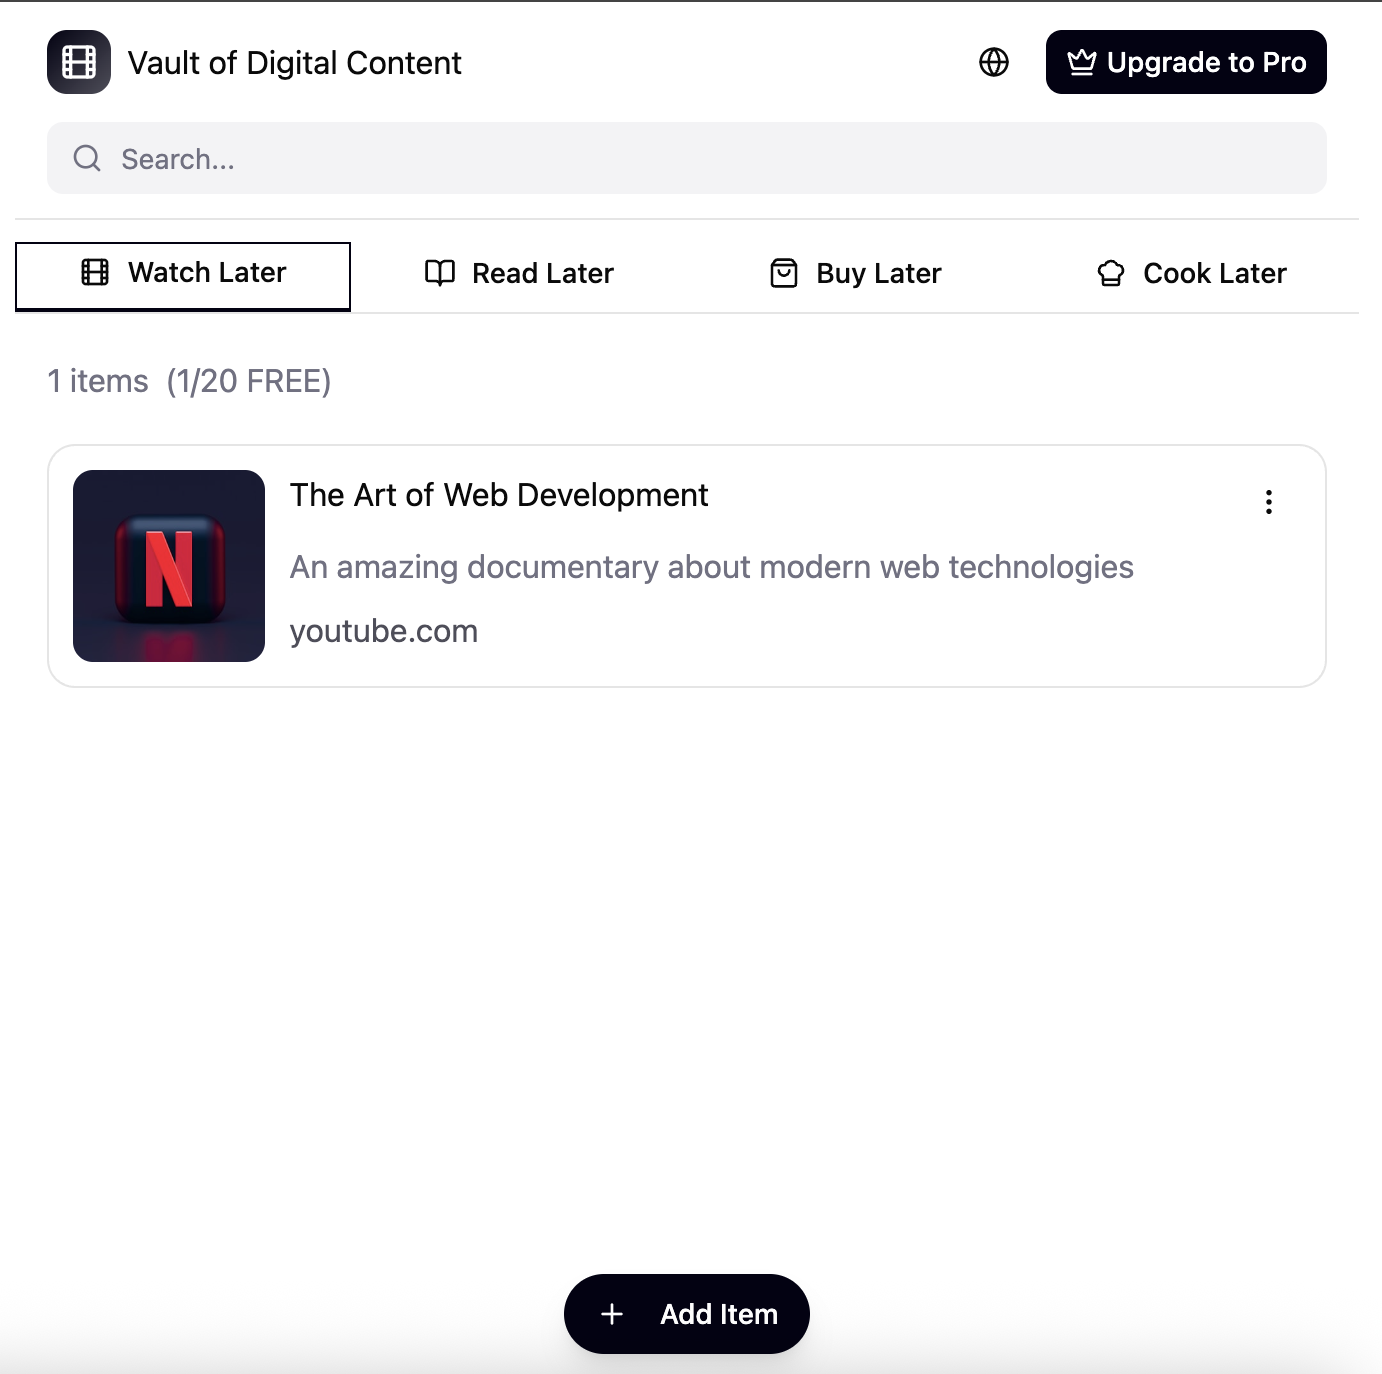 Vault of Digital Content
Upgrade to Pro
Search...
Watch Later
Read Later
Buy Later
Cook Later
1 items (1/20 FREE)
N
The Art of Web Development
An amazing documentary about modern web technologies
youtube.com
+ Add Item